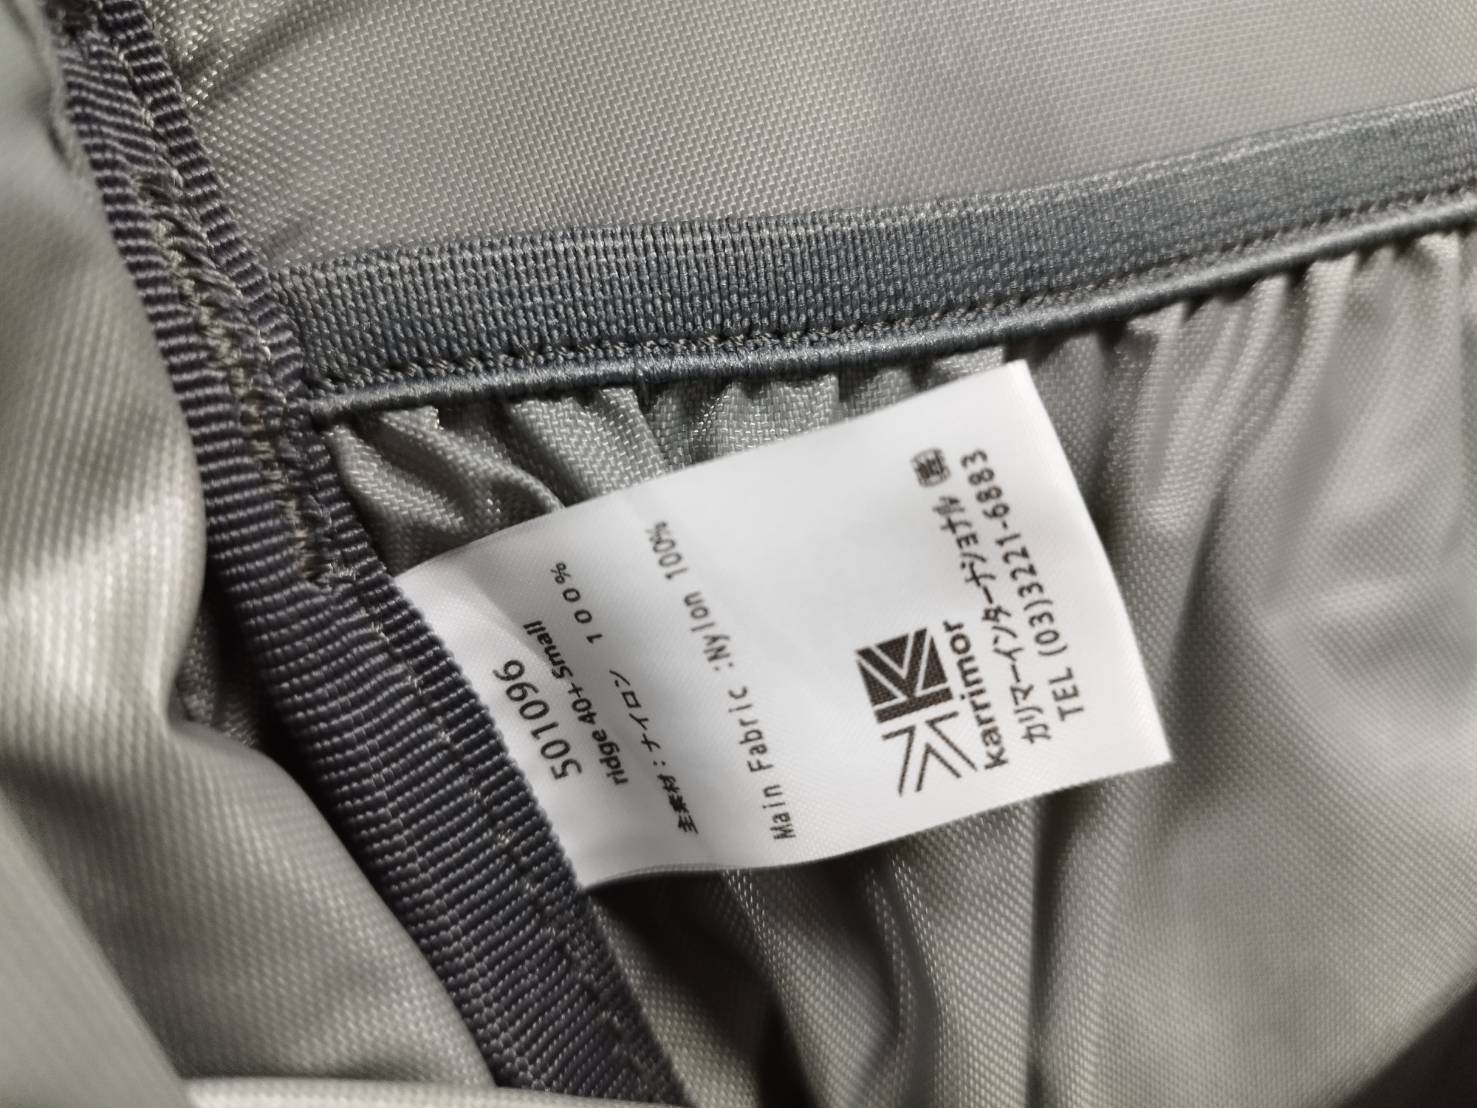 501096
ridge 40+Small
主素材：ナイロン 100%
Main Fabric :Nylon 100%
karrimor
カリマーインターナショナル
TEL (03)3221-6883